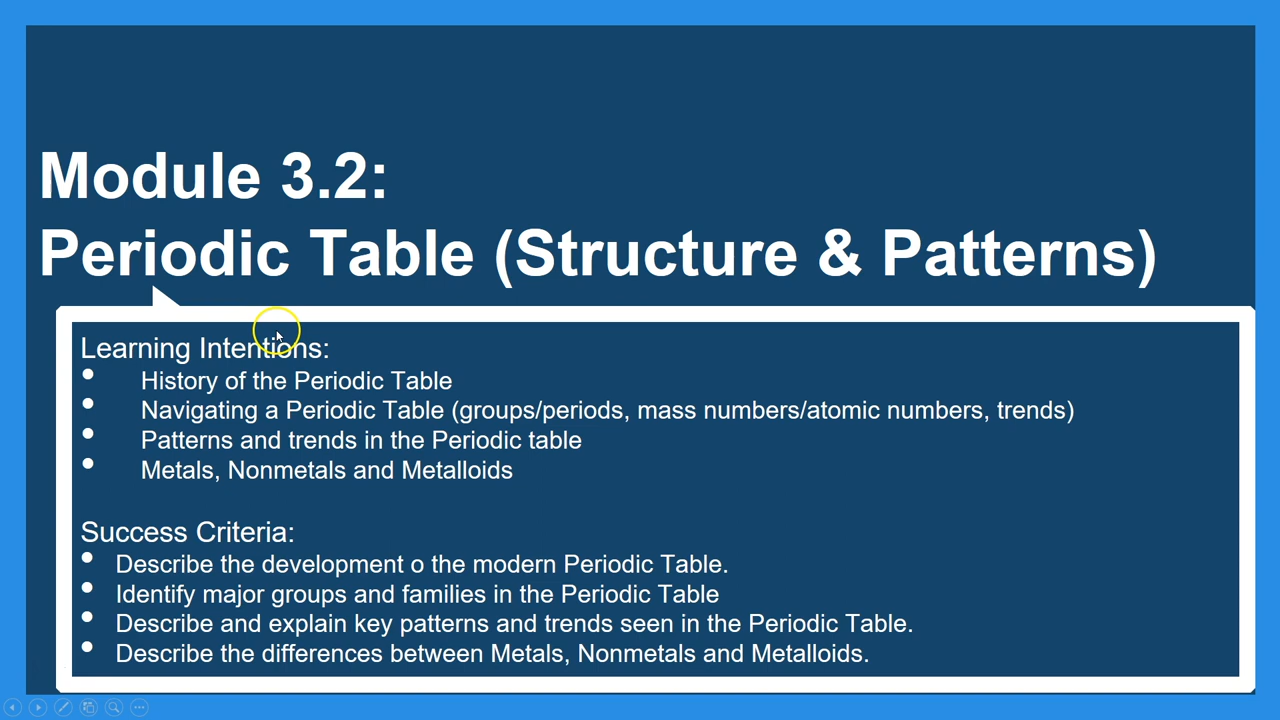 Module 3.2:
Periodic Table (Structure & Patterns)
Learning Intentions:
• History of the Periodic Table
• Navigating a Periodic Table (groups/periods, mass numbers/atomic numbers, trends)
• Patterns and trends in the Periodic table
• Metals, Nonmetals and Metalloids
Success Criteria:
• Describe the development o the modern Periodic Table.
• Identify major groups and families in the Periodic Table
• Describe and explain key patterns and trends seen in the Periodic Table.
• Describe the differences between Metals, Nonmetals and Metalloids.